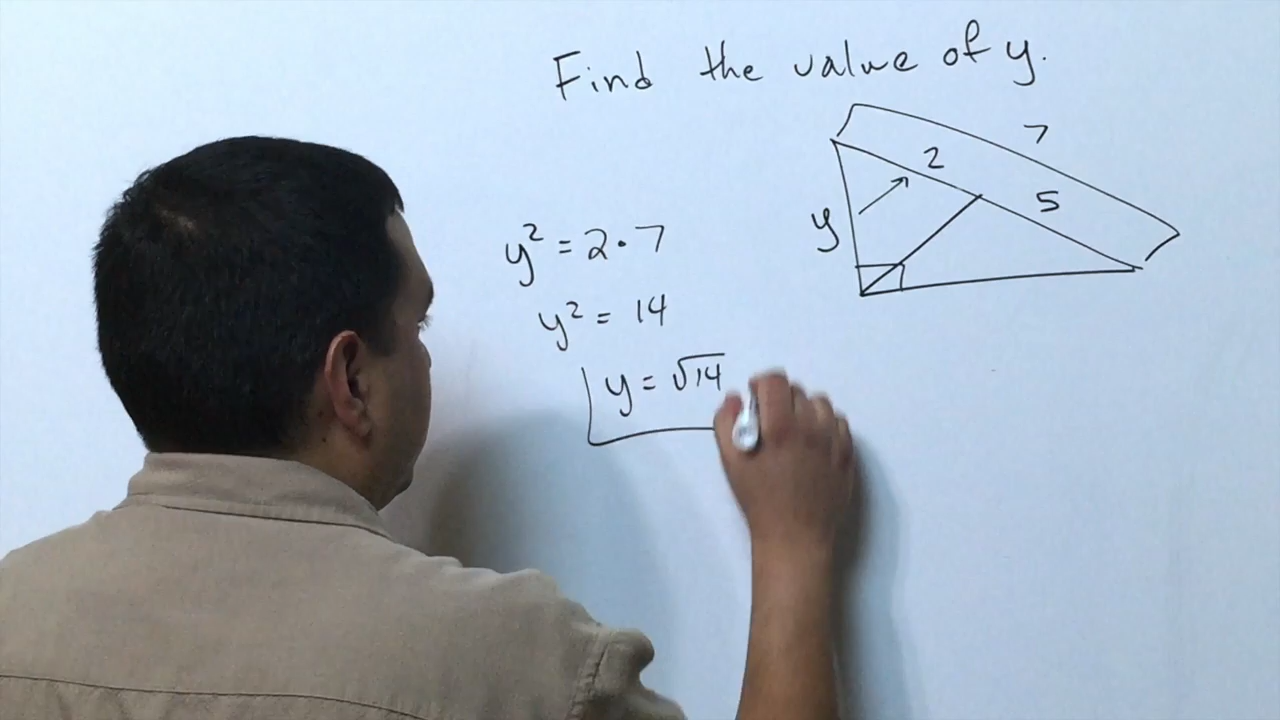 Find the value of y.
7
2
5
y
y² = 2 · 7
y² = 14
y = √14